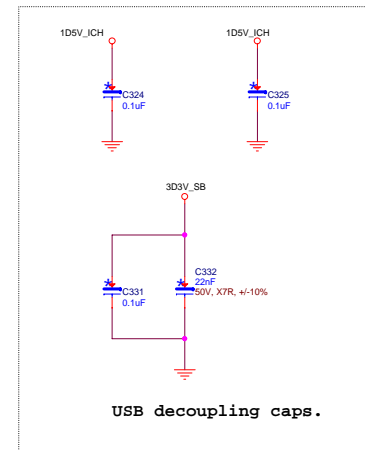 1D5V_ICH
1D5V_ICH
* C324
0.1uF
* C325
0.1uF
3D3V_SB
* C331
0.1uF
* C332
22nF
50V, X7R, +/-10%
USB decoupling caps.